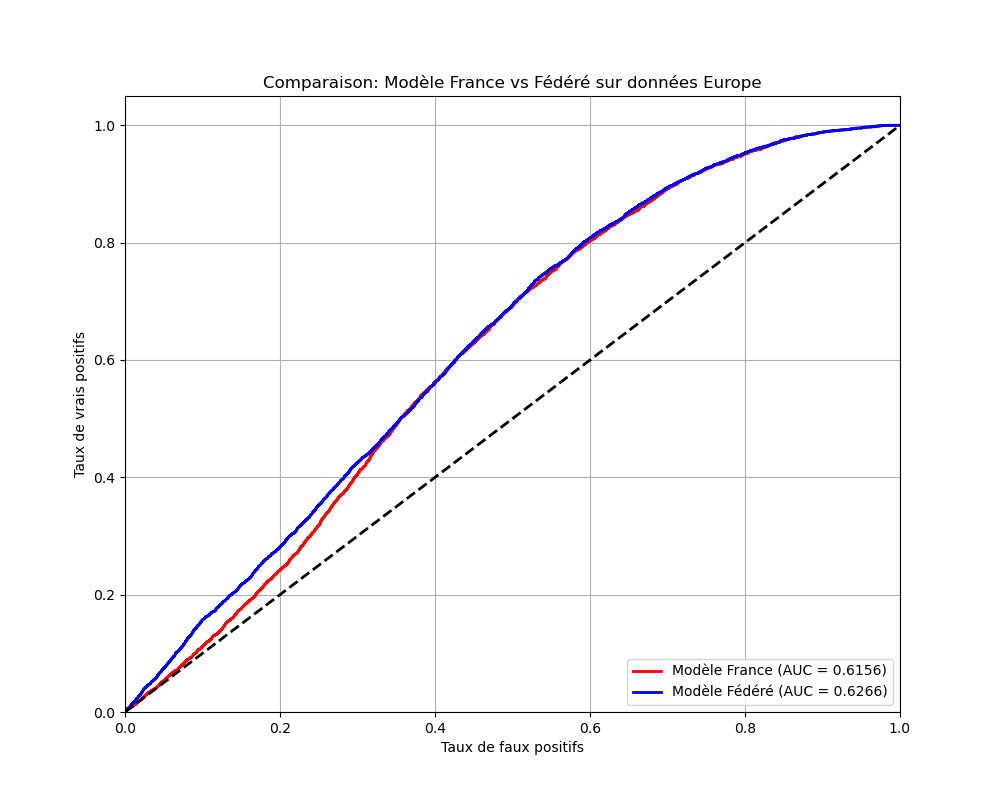 Comparaison: Modèle France vs Fédéré sur données Europe
Taux de vrais positifs
1.0
0.8
0.6
0.4
0.2
0.0
Modèle France (AUC = 0.6156)
Modèle Fédéré (AUC = 0.6266)
0.0 0.2 0.4 0.6 0.8 1.0
Taux de faux positifs